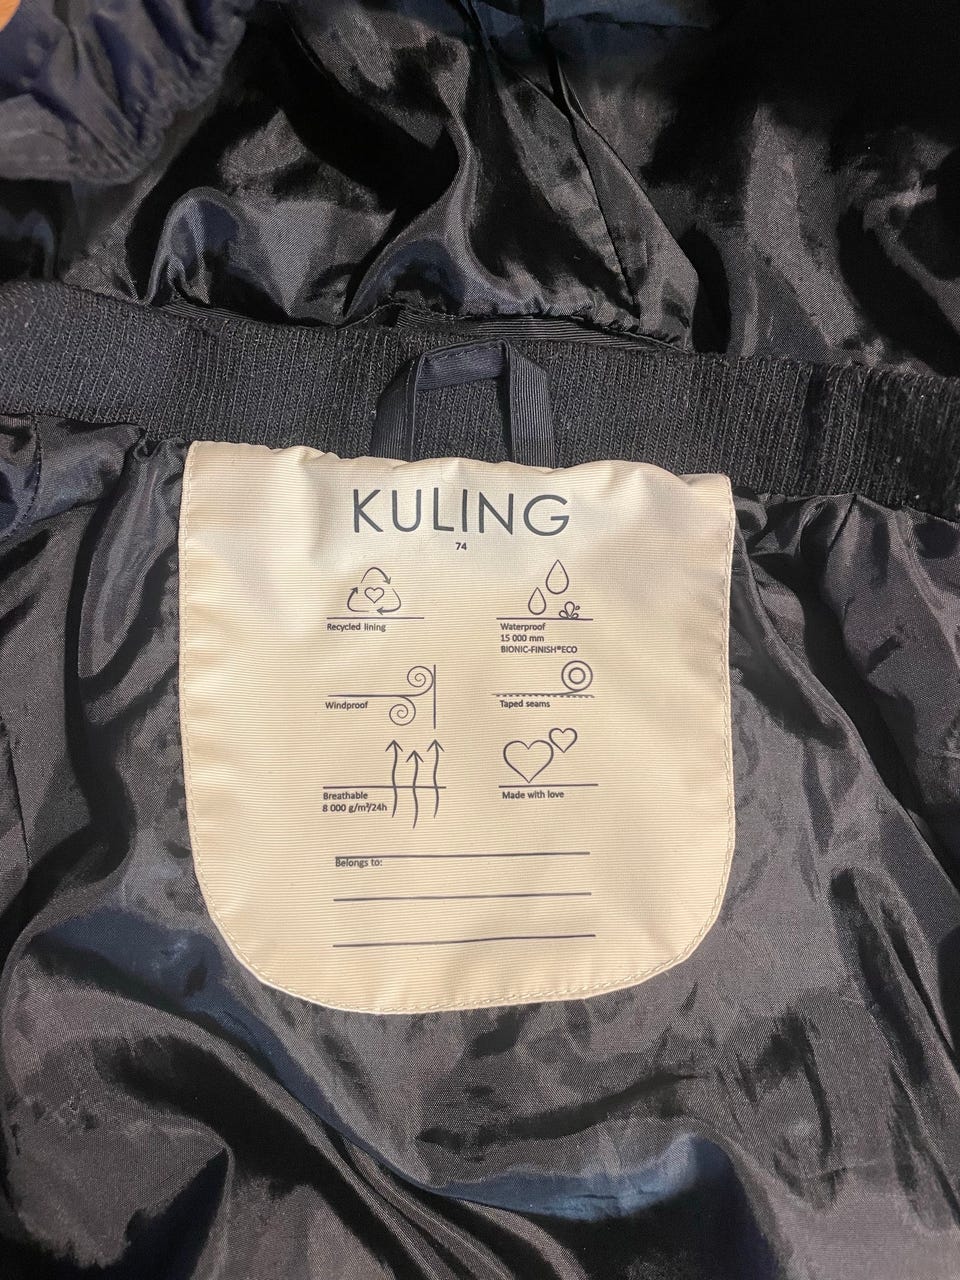 KULING
74
Recycled lining
Waterproof
15 000 mm
BIONIC-FINISH®ECO
Windproof
Taped seams
Breathable
8 000 g/m²/24h
Made with love
Belongs to: